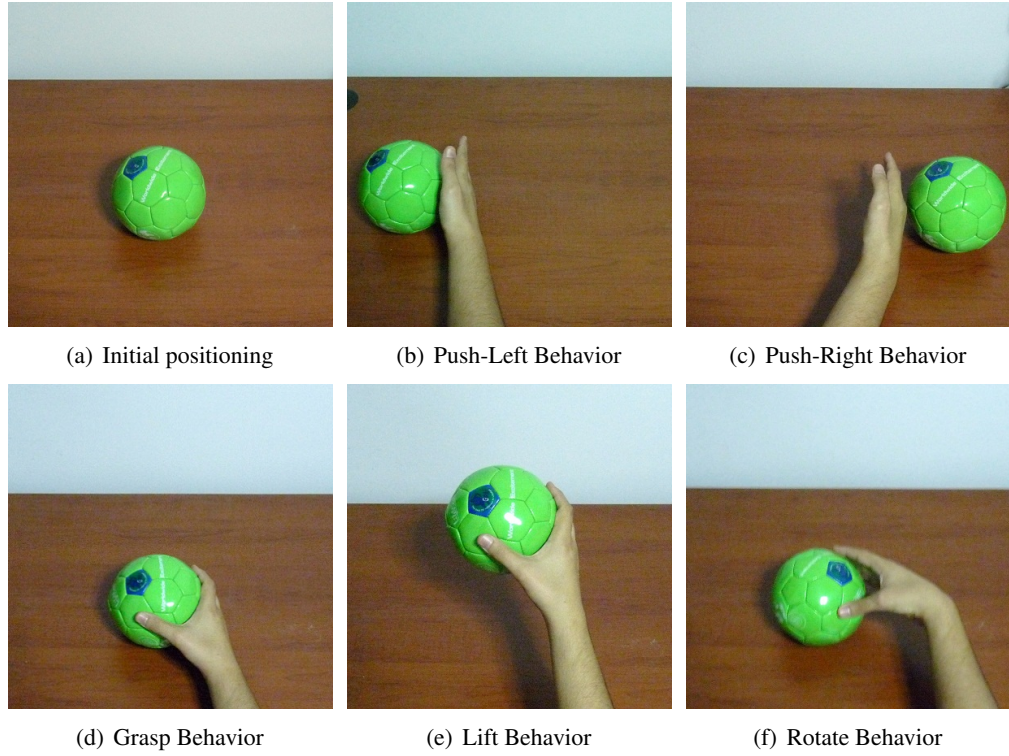 (a) Initial positioning
(b) Push-Left Behavior
(c) Push-Right Behavior
(d) Grasp Behavior
(e) Lift Behavior
(f) Rotate Behavior